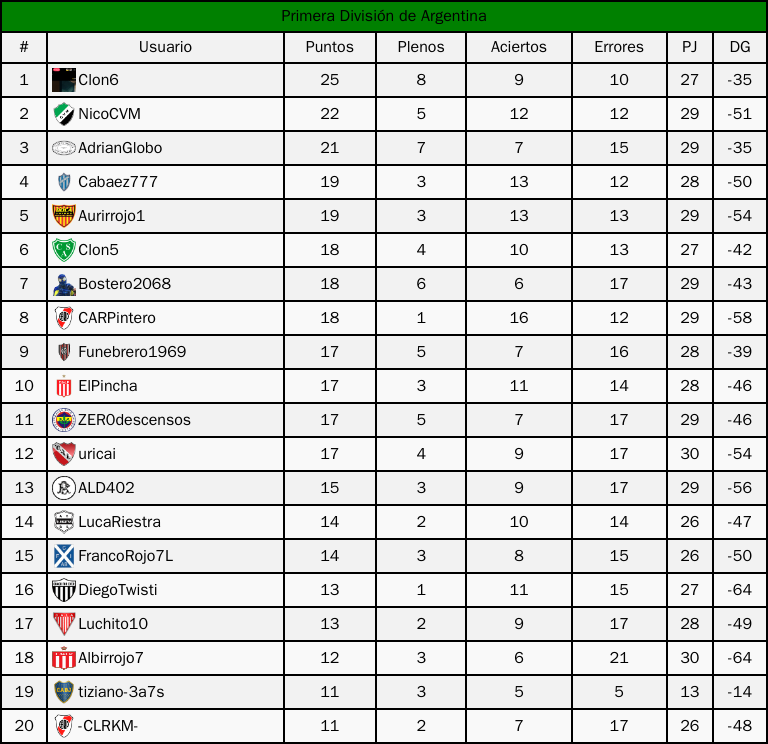 Primera División de Argentina
# Usuario Puntos Plenos Aciertos Errores PJ DG
1 Clon6 25 8 9 10 27 -35
2 NicoCVM 22 5 12 12 29 -51
3 AdrianGlobo 21 7 7 15 29 -35
4 Cabaez777 19 3 13 12 28 -50
5 Aurirrojo1 19 3 13 13 29 -54
6 Clon5 18 4 10 13 27 -42
7 Bostero2068 18 6 6 17 29 -43
8 CARPintero 18 1 16 12 29 -58
9 Funebrero1969 17 5 7 16 28 -39
10 ElPincha 17 3 11 14 28 -46
11 ZER0descensos 17 5 7 17 29 -46
12 uricai 17 4 9 17 30 -54
13 ALD402 15 3 9 17 29 -56
14 LucaRiestra 14 2 10 14 26 -47
15 FrancoRojo7L 14 3 8 15 26 -50
16 DiegoTwisti 13 1 11 15 27 -64
17 Luchito10 13 2 9 17 28 -49
18 Albirrojo7 12 3 6 21 30 -64
19 tiziano-3a7s 11 3 5 5 13 -14
20 -CLRKM- 11 2 7 17 26 -48